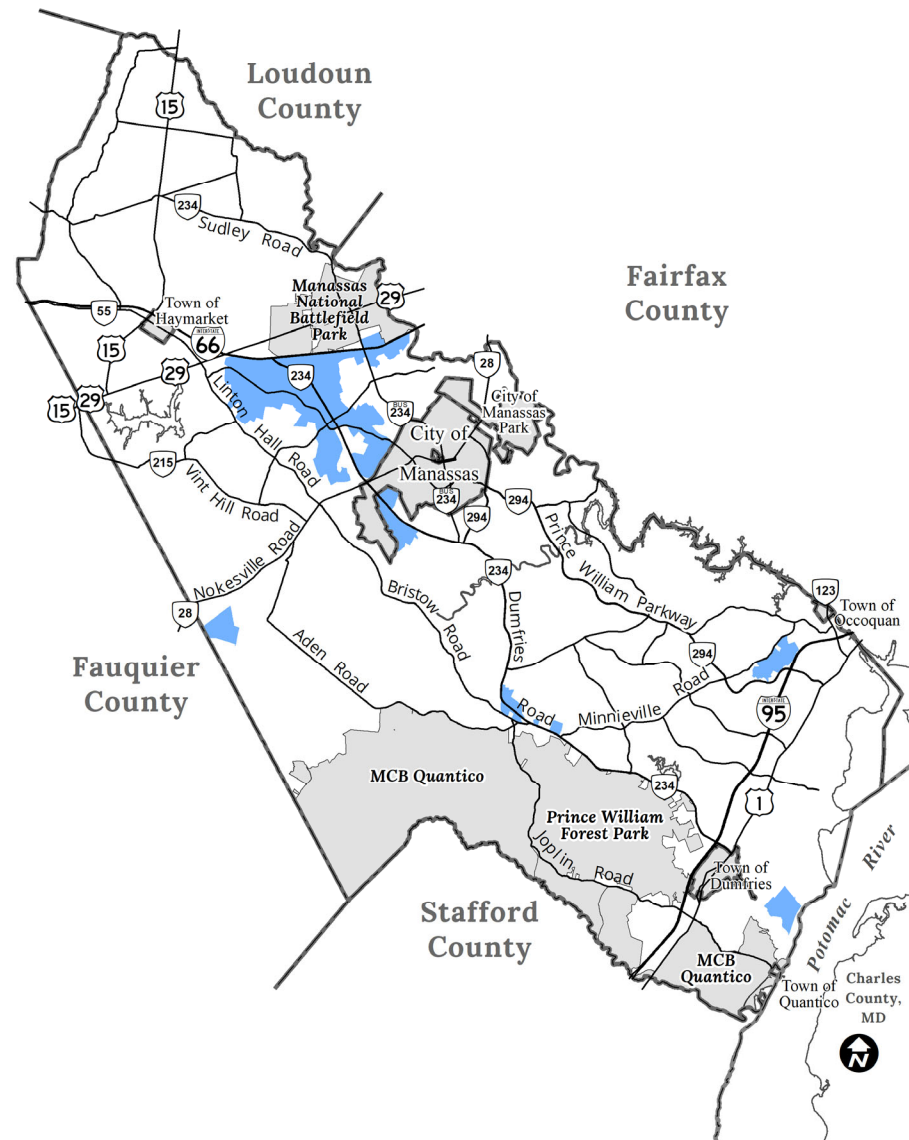 Loudoun
County
15
234
Sudley Road
Fairfax
County
Manassas
National
Battlefield
Park
29
Town of
Haymarket
55
INTERSTATE
66
15
29
234
28
15
29
Linton Hall Road
BUS
234
City of
Manassas
Park
City of
Manassas
215
Vint Hill Road
BUS
234
294
294
Nokesville Road
234
Prince William Parkway
28
Bristow Road
Dumfries Road
123
Town of
Occoquan
Aden Road
294
Fauquier
County
Minnieville Road
INTERSTATE
95
MCB Quantico
234
1
Prince William
Forest Park
Joplin Road
Town of
Dumfries
Potomac River
Stafford
County
MCB
Quantico
Town of
Quantico
Charles
County,
MD
N